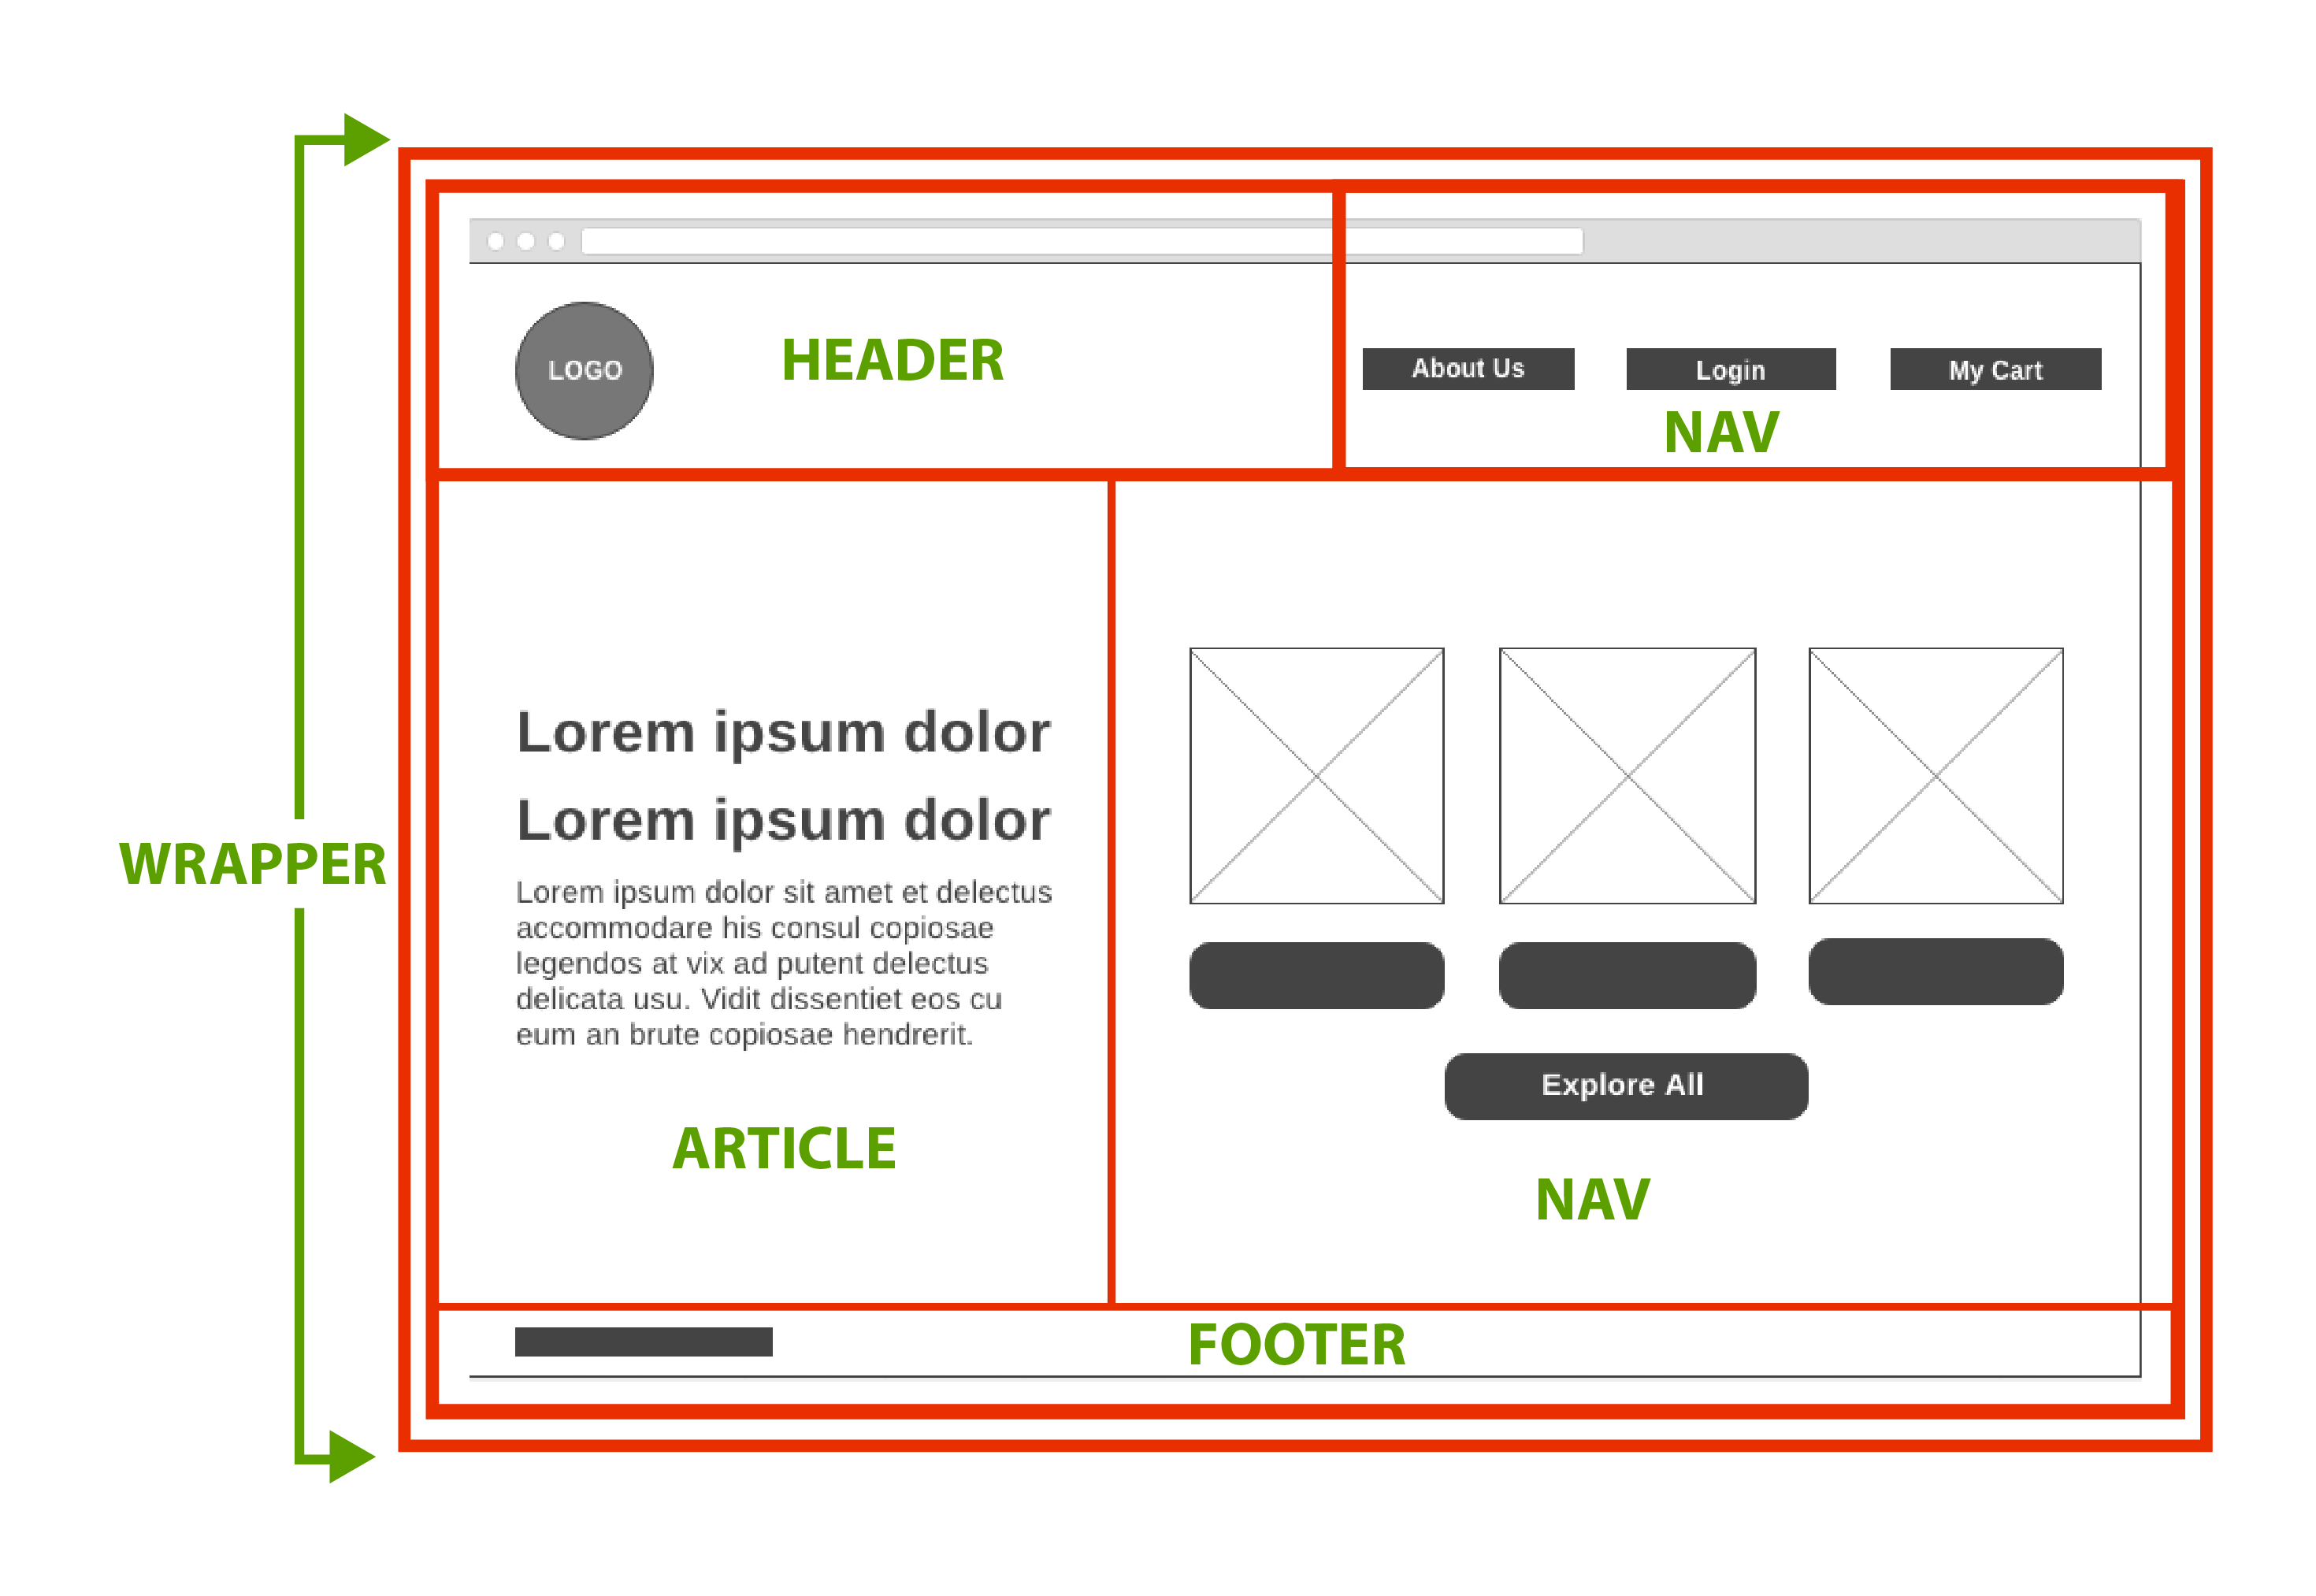 LOGO
HEADER
About Us
Login
My Cart
NAV
WRAPPER
Lorem ipsum dolor
Lorem ipsum dolor
Lorem ipsum dolor sit amet et delectus
accommodare his consul copiosae
legendos at vix ad putent delectus
delicata usu. Vidit dissentiet eos cu
eum an brute copiosae hendrerit.
ARTICLE
Explore All
NAV
FOOTER